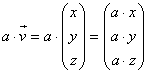 a · v⃗ = a · (x y z) = (a · x a · y a · z)